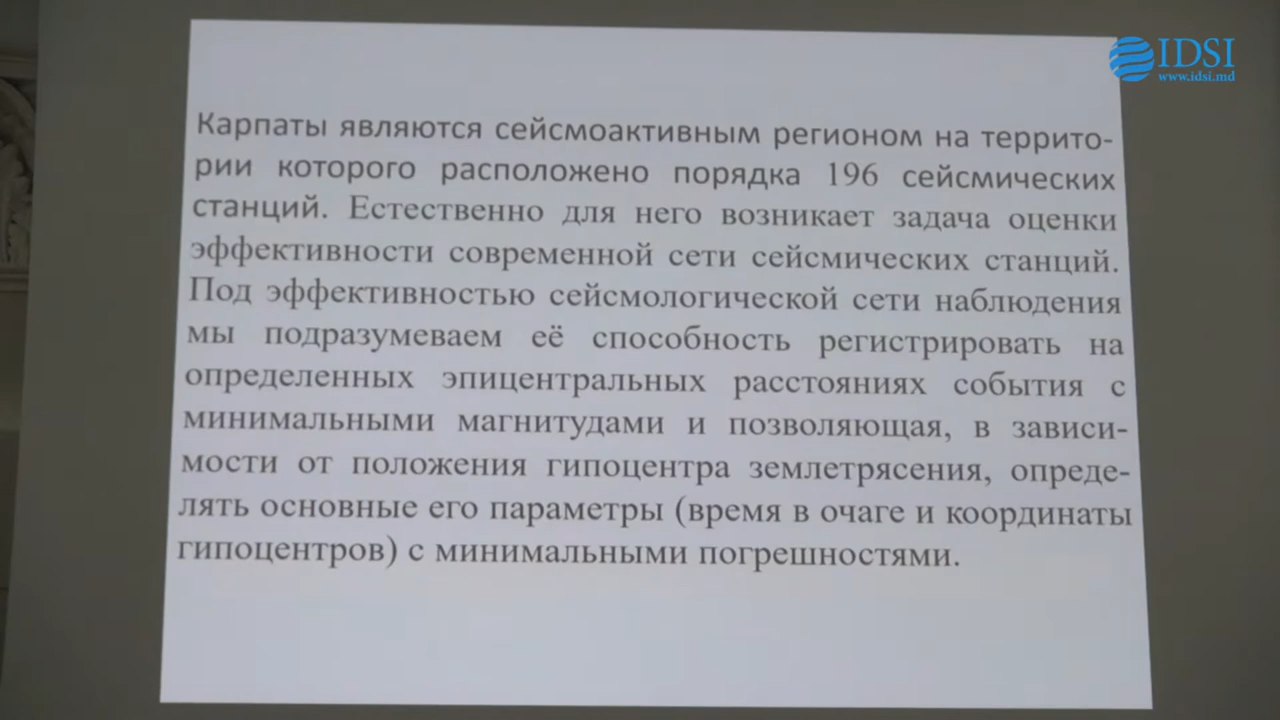 IDSI
www.idsi.md
Карпаты являются сейсмоактивным регионом на террито-
рии которого расположено порядка 196 сейсмических
станций. Естественно для него возникает задача оценки
эффективности современной сети сейсмических станций.
Под эффективностью сейсмологической сети наблюдения
мы подразумеваем её способность регистрировать на
определенных эпицентральных расстояниях события с
минимальными магнитудами и позволяющая, в зависи-
мости от положения гипоцентра землетрясения, опреде-
лять основные его параметры (время в очаге и координаты
гипоцентров) с минимальными погрешностями.